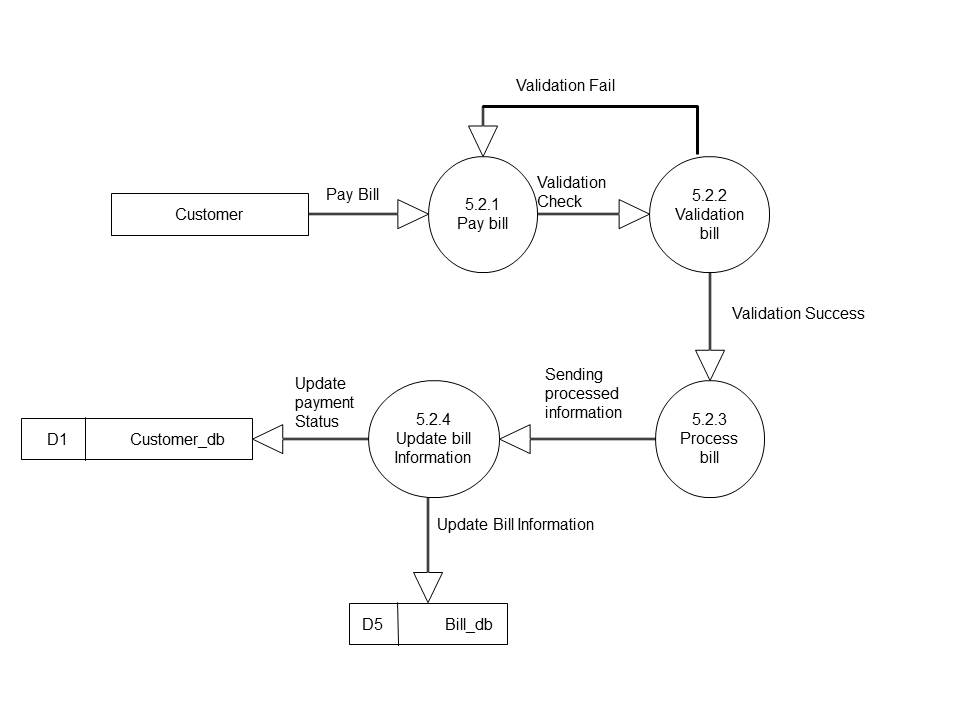 Validation Fail
Pay Bill
Customer
5.2.1
Pay bill
Validation
Check
5.2.2
Validation
bill
Validation Success
Sending
processed
information
5.2.3
Process
bill
5.2.4
Update bill
Information
Update
payment
Status
D1
Customer_db
Update Bill Information
D5
Bill_db